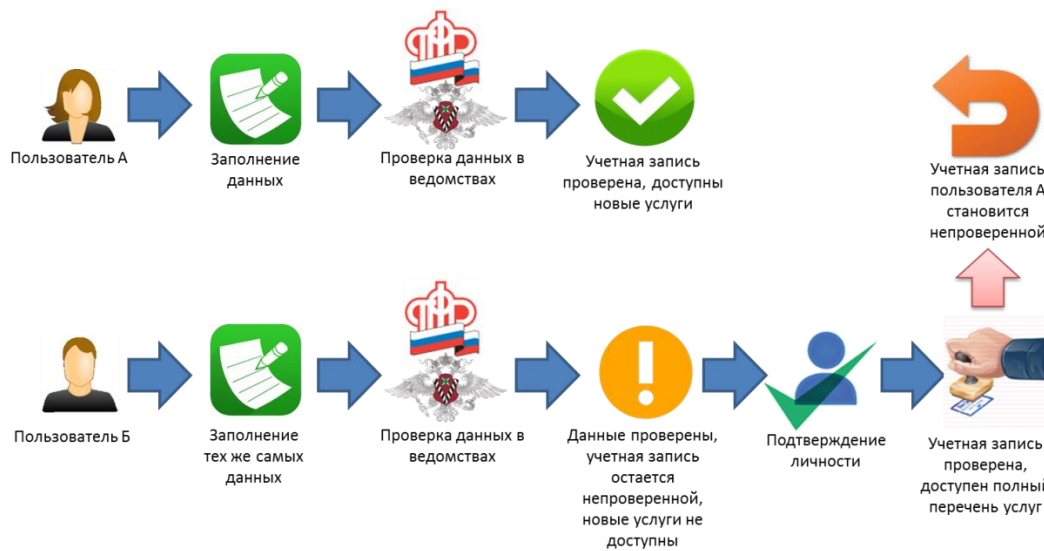 Пользователь А
Заполнение
данных
Проверка данных в
ведомствах
Учетная запись
проверена, доступны
новые услуги
Учетная запись
пользователя А
становится
непроверенной
Пользователь Б
Заполнение
тех же самых
данных
Проверка данных в
ведомствах
Данные проверены,
учетная запись
остается
непроверенной,
новые услуги не
доступны
Подтверждение
личности
Учетная запись
проверена,
доступен полный
перечень услуг